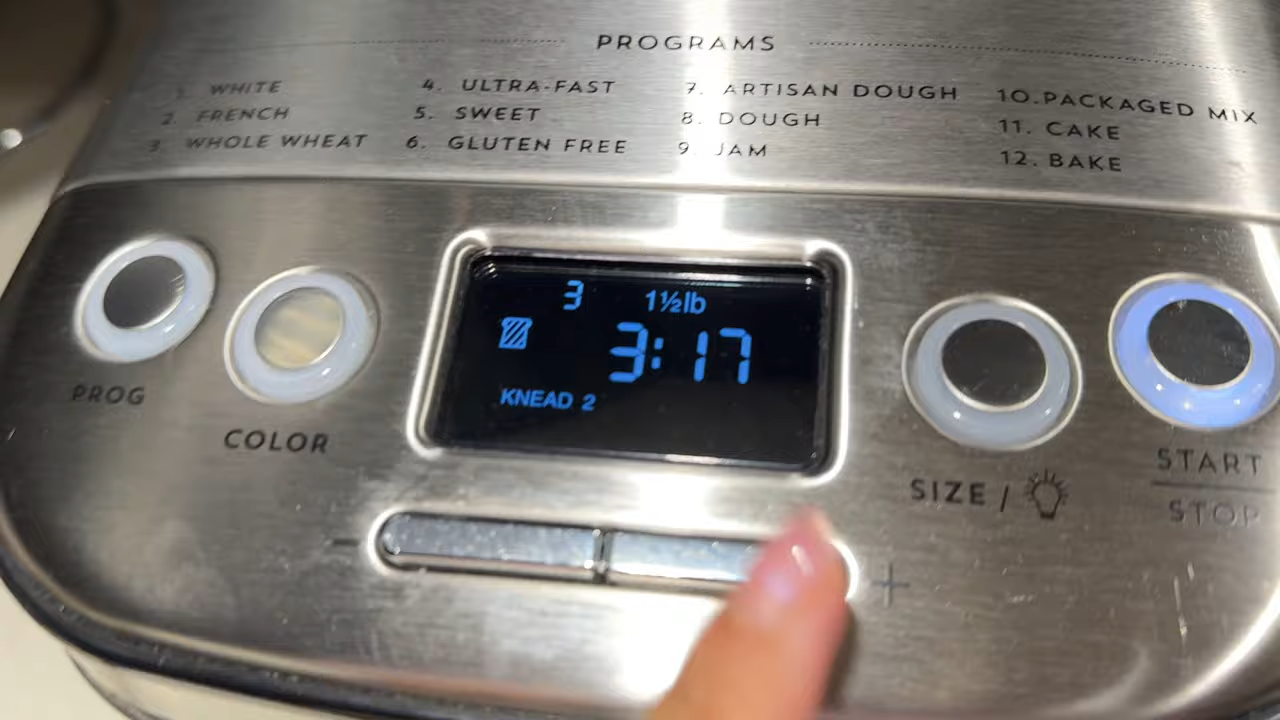 PROGRAMS
1. WHITE
2. FRENCH
3. WHOLE WHEAT
4. ULTRA-FAST
5. SWEET
6. GLUTEN FREE
7. ARTISAN DOUGH
8. DOUGH
9. JAM
10. PACKAGED MIX
11. CAKE
12. BAKE
3 1½lb
3:17
KNEAD 2
PROG
COLOR
SIZE /
START
STOP
- +